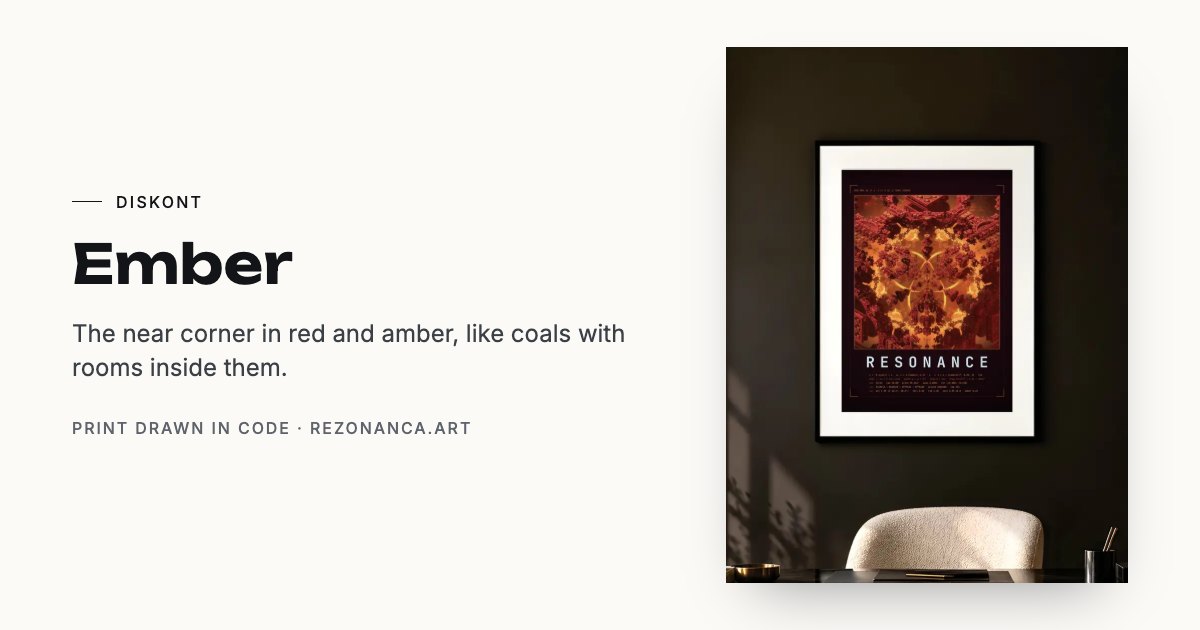 DISKONT
Ember
The near corner in red and amber, like coals with
rooms inside them.
PRINT DRAWN IN CODE · REZONANCA.ART
RESONANCE